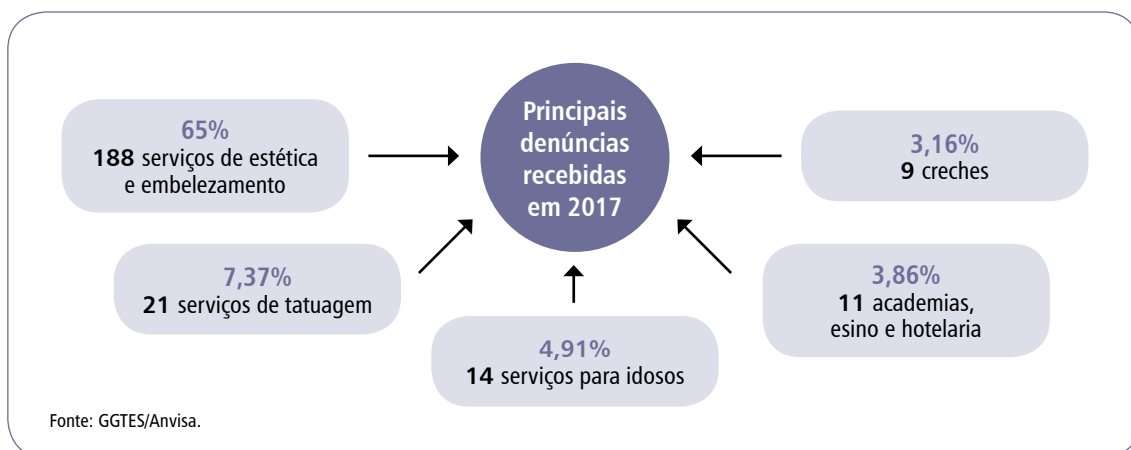 Principais
denúncias
recebidas
em 2017
65%
188 serviços de estética
e embelezamento
7,37%
21 serviços de tatuagem
4,91%
14 serviços para idosos
3,86%
11 academias,
esino e hotelaria
3,16%
9 creches
Fonte: GGTES/Anvisa.